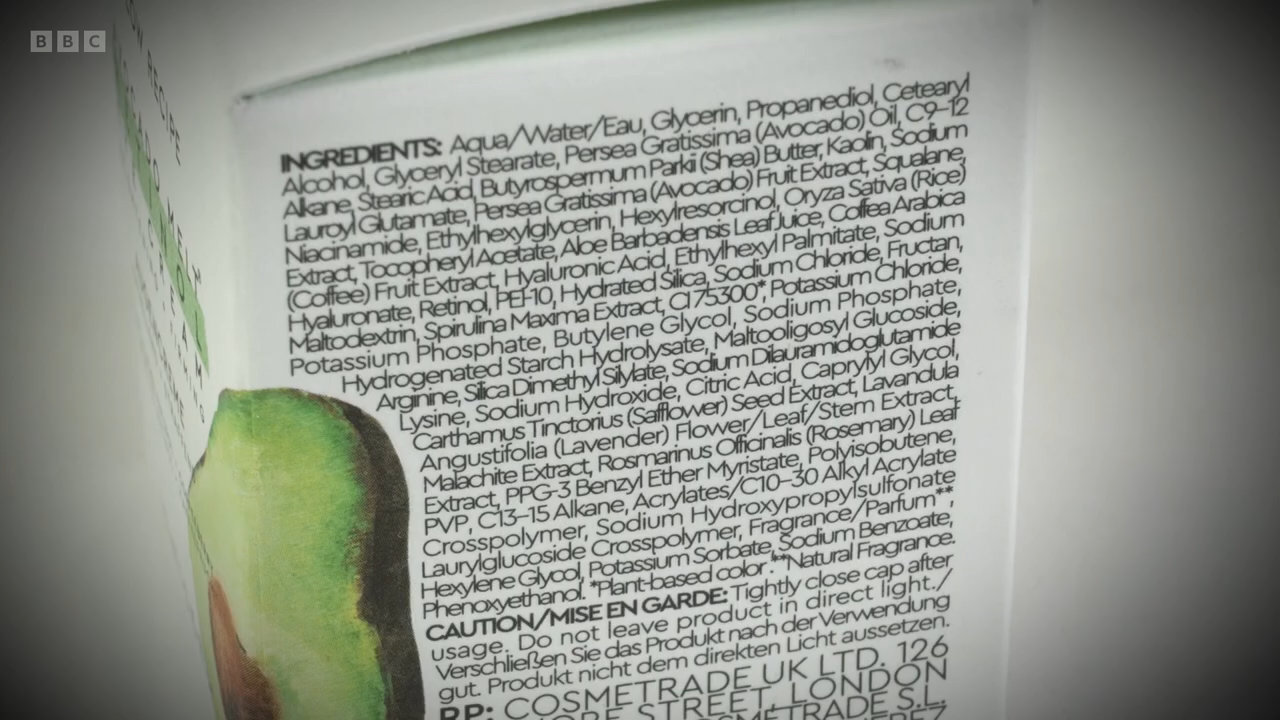 BBC
INGREDIENTS: Aqua/Water/Eau, Glycerin, Propanediol, Cetearyl
Alcohol, Glyceryl Stearate, Persea Gratissima (Avocado) Oil, C9–12
Alkane, Stearic Acid, Butyrospermum Parkii (Shea) Butter, Kaolin, Sodium
Lauroyl Glutamate, Persea Gratissima (Avocado) Fruit Extract, Squalane,
Niacinamide, Ethylhexylglycerin, Hexylresorcinol, Oryza Sativa (Rice)
Extract, Tocopheryl Acetate, Aloe Barbadensis Leaf Juice, Coffea Arabica
(Coffee) Fruit Extract, Hyaluronic Acid, Ethylhexyl Palmitate, Sodium
Hyaluronate, Retinol, PEI-10, Hydrated Silica, Sodium Chloride, Fructan,
Maltodextrin, Spirulina Maxima Extract, CI 75300*, Potassium Chloride,
Potassium Phosphate, Butylene Glycol, Sodium Phosphate,
Hydrogenated Starch Hydrolysate, Maltooligosyl Glucoside,
Arginine, Silica Dimethyl Silylate, Sodium Dilauramidoglutamide
Lysine, Sodium Hydroxide, Citric Acid, Caprylyl Glycol,
Carthamus Tinctorius (Safflower) Seed Extract, Lavandula
Angustifolia (Lavender) Flower/Leaf/Stem Extract,
Malachite Extract, Rosmarinus Officinalis (Rosemary) Leaf
Extract, PPG-3 Benzyl Ether Myristate, Polyisobutene,
PVP, C13–15 Alkane, Acrylates/C10–30 Alkyl Acrylate
Crosspolymer, Sodium Hydroxypropylsulfonate
Laurylglucoside Crosspolymer, Fragrance/Parfum**,
Hexylene Glycol, Potassium Sorbate, Sodium Benzoate,
Phenoxyethanol. *Plant-based color. **Natural Fragrance.
CAUTION/MISE EN GARDE: Tightly close cap after
usage. Do not leave product in direct light./
Verschließen Sie das Produkt nach der Verwendung
gut. Produkt nicht dem direkten Licht aussetzen.
RP: COSMETRADE UK LTD. 126
STREET, LONDON
COSMETRADE S.L.